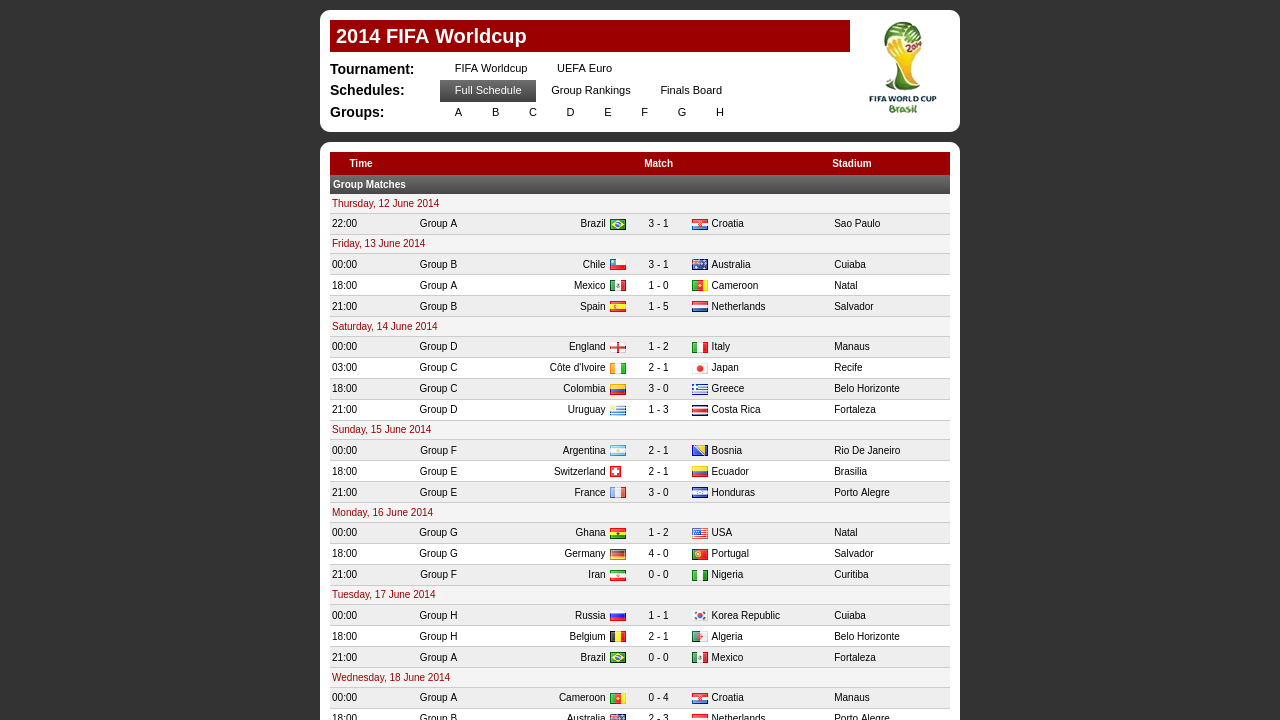 2014 FIFA Worldcup
2014
FIFA WORLD CUP
Brasil
Tournament: FIFA Worldcup UEFA Euro
Schedules: Full Schedule Group Rankings Finals Board
Groups: A B C D E F G H
Time Match Stadium
Group Matches
Thursday, 12 June 2014
22:00 Group A Brazil 3 - 1 Croatia Sao Paulo
Friday, 13 June 2014
00:00 Group B Chile 3 - 1 Australia Cuiaba
18:00 Group A Mexico 1 - 0 Cameroon Natal
21:00 Group B Spain 1 - 5 Netherlands Salvador
Saturday, 14 June 2014
00:00 Group D England 1 - 2 Italy Manaus
03:00 Group C Côte d'Ivoire 2 - 1 Japan Recife
18:00 Group C Colombia 3 - 0 Greece Belo Horizonte
21:00 Group D Uruguay 1 - 3 Costa Rica Fortaleza
Sunday, 15 June 2014
00:00 Group F Argentina 2 - 1 Bosnia Rio De Janeiro
18:00 Group E Switzerland 2 - 1 Ecuador Brasilia
21:00 Group E France 3 - 0 Honduras Porto Alegre
Monday, 16 June 2014
00:00 Group G Ghana 1 - 2 USA Natal
18:00 Group G Germany 4 - 0 Portugal Salvador
21:00 Group F Iran 0 - 0 Nigeria Curitiba
Tuesday, 17 June 2014
00:00 Group H Russia 1 - 1 Korea Republic Cuiaba
18:00 Group H Belgium 2 - 1 Algeria Belo Horizonte
21:00 Group A Brazil 0 - 0 Mexico Fortaleza
Wednesday, 18 June 2014
00:00 Group A Cameroon 0 - 4 Croatia Manaus
18:00 Group B Australia 2 - 3 Netherlands Porto Alegre